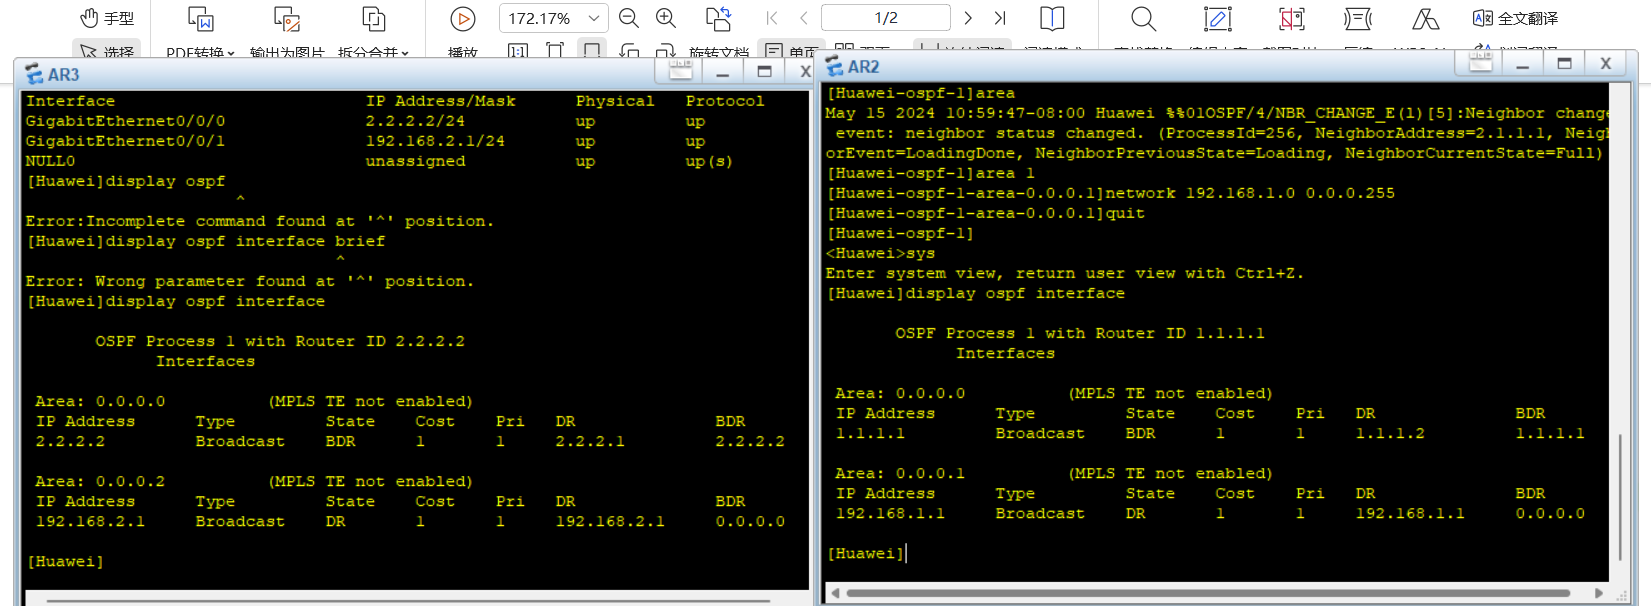 手型
172.17%
1/2
全文翻译
选择
PDF转换
输出为图片
拆分合并
播放
旋转文档
单页
AR3
Interface IP Address/Mask Physical Protocol
GigabitEthernet0/0/0 2.2.2.2/24 up up
GigabitEthernet0/0/1 192.168.2.1/24 up up
NULL0 unassigned up up(s)
[Huawei]display ospf
^
Error:Incomplete command found at '^' position.
[Huawei]display ospf interface brief
^
Error: Wrong parameter found at '^' position.
[Huawei]display ospf interface
OSPF Process 1 with Router ID 2.2.2.2
Interfaces
Area: 0.0.0.0 (MPLS TE not enabled)
IP Address Type State Cost Pri DR BDR
2.2.2.2 Broadcast BDR 1 1 2.2.2.1 2.2.2.2
Area: 0.0.0.2 (MPLS TE not enabled)
IP Address Type State Cost Pri DR BDR
192.168.2.1 Broadcast DR 1 1 192.168.2.1 0.0.0.0
[Huawei]
AR2
[Huawei-ospf-1]area
May 15 2024 10:59:47-08:00 Huawei %%01OSPF/4/NBR_CHANGE_E(l)[5]:Neighbor change
event: neighbor status changed. (ProcessId=256, NeighborAddress=2.1.1.1, Neigh
orEvent=LoadingDone, NeighborPreviousState=Loading, NeighborCurrentState=Full)
[Huawei-ospf-1]area 1
[Huawei-ospf-1-area-0.0.0.1]network 192.168.1.0 0.0.0.255
[Huawei-ospf-1-area-0.0.0.1]quit
[Huawei-ospf-1]
<Huawei>sys
Enter system view, return user view with Ctrl+Z.
[Huawei]display ospf interface
OSPF Process 1 with Router ID 1.1.1.1
Interfaces
Area: 0.0.0.0 (MPLS TE not enabled)
IP Address Type State Cost Pri DR BDR
1.1.1.1 Broadcast BDR 1 1 1.1.1.2 1.1.1.1
Area: 0.0.0.1 (MPLS TE not enabled)
IP Address Type State Cost Pri DR BDR
192.168.1.1 Broadcast DR 1 1 192.168.1.1 0.0.0.0
[Huawei]